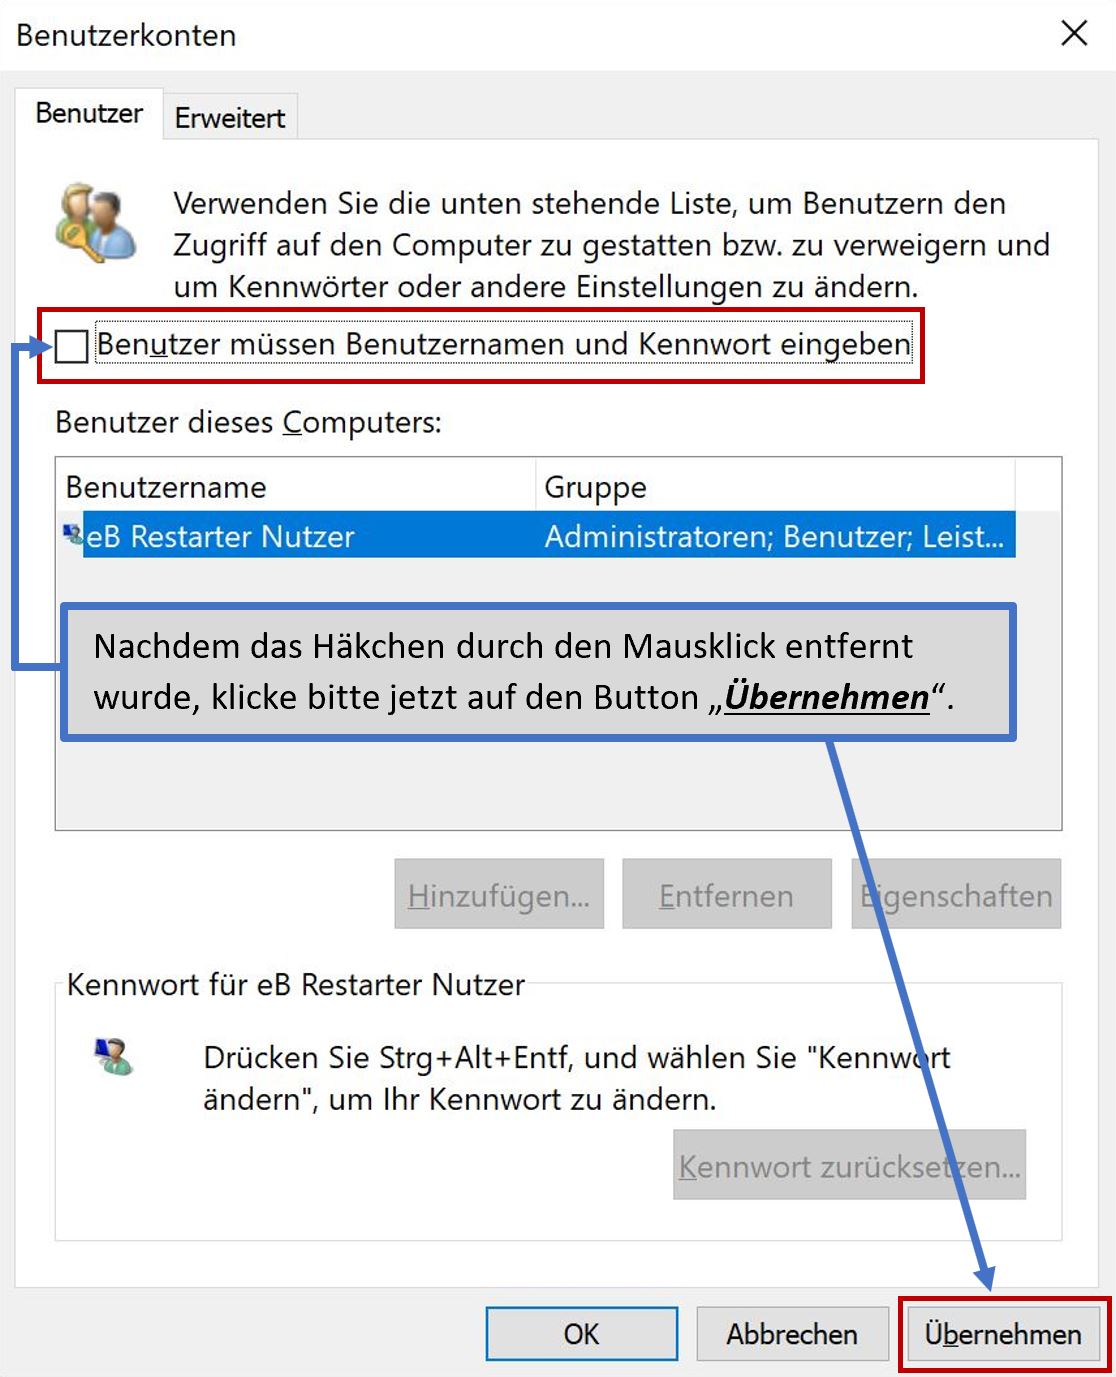 Benutzerkonten
Benutzer
Erweitert
Verwenden Sie die unten stehende Liste, um Benutzern den
Zugriff auf den Computer zu gestatten bzw. zu verweigern und
um Kennwörter oder andere Einstellungen zu ändern.
Benutzer müssen Benutzernamen und Kennwort eingeben
Benutzer dieses Computers:
Benutzername Gruppe
eB Restarter Nutzer Administratoren; Benutzer; Leist...
Nachdem das Häkchen durch den Mausklick entfernt
wurde, klicke bitte jetzt auf den Button „Übernehmen“.
Hinzufügen... Entfernen Eigenschaften
Kennwort für eB Restarter Nutzer
Drücken Sie Strg+Alt+Entf, und wählen Sie "Kennwort
ändern", um Ihr Kennwort zu ändern.
Kennwort zurücksetzen...
OK Abbrechen Übernehmen